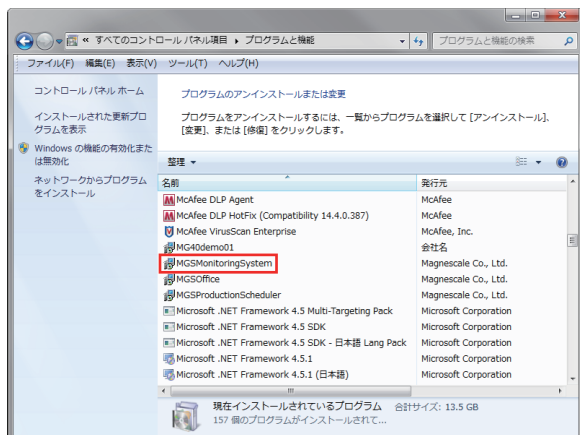 « すべてのコントロール パネル項目 ▸ プログラムと機能
プログラムと機能の検索
ファイル(F) 編集(E) 表示(V) ツール(T) ヘルプ(H)
コントロール パネル ホーム
インストールされた更新プロ
グラムを表示
Windows の機能の有効化また
は無効化
ネットワークからプログラム
をインストール
プログラムのアンインストールまたは変更
プログラムをアンインストールするには、一覧からプログラムを選択して [アンインストール]、
[変更]、または [修復] をクリックします。
整理
名前 発行元
McAfee DLP Agent McAfee
McAfee DLP HotFix (Compatibility 14.4.0.387) McAfee
McAfee VirusScan Enterprise McAfee, Inc.
MG40demo01 会社名
MGSMonitoringSystem Magnescale Co., Ltd.
MGSOffice Magnescale Co., Ltd.
MGSProductionScheduler Magnescale Co., Ltd.
Microsoft .NET Framework 4.5 Multi-Targeting Pack Microsoft Corporation
Microsoft .NET Framework 4.5 SDK Microsoft Corporation
Microsoft .NET Framework 4.5 SDK - 日本語 Lang Pack Microsoft Corporation
Microsoft .NET Framework 4.5.1 Microsoft Corporation
Microsoft .NET Framework 4.5.1 (日本語) Microsoft Corporation
現在インストールされているプログラム 合計サイズ: 13.5 GB
157 個のプログラムがインストールされて...